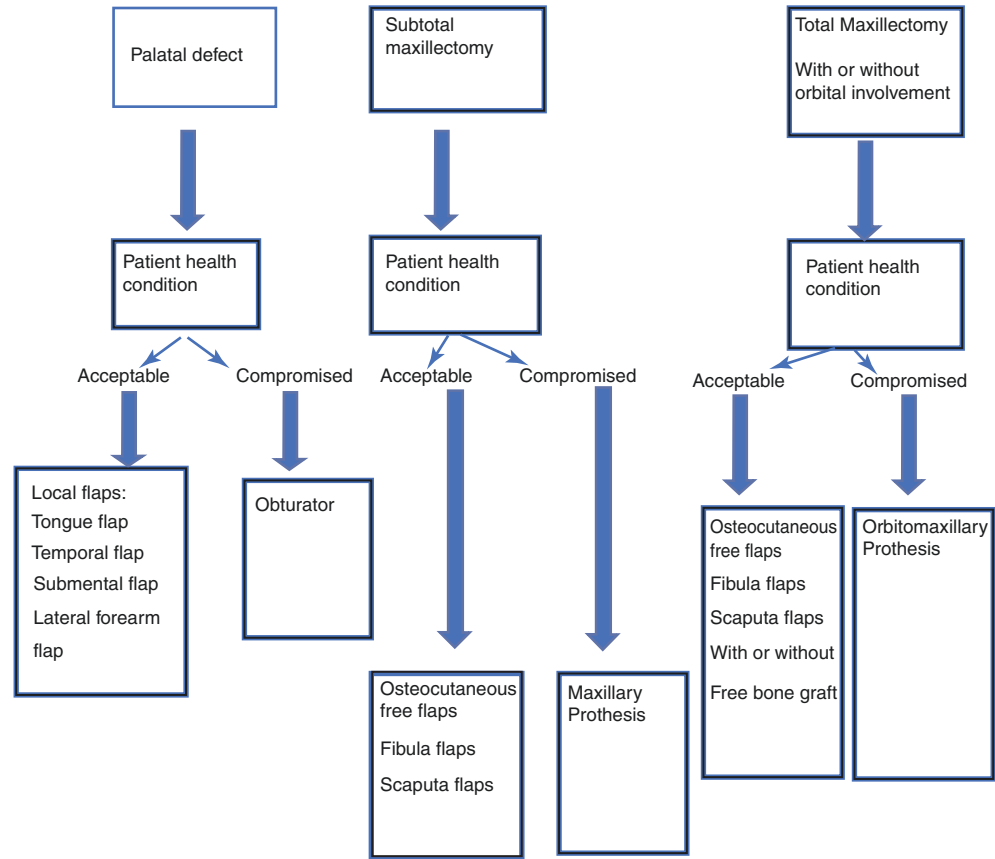 Palatal defect
Subtotal
maxillectomy
Total Maxillectomy
With or without
orbital involvement
Patient health
condition
Patient health
condition
Patient health
condition
Acceptable
Compromised
Acceptable
Compromised
Acceptable
Compromised
Local flaps:
Tongue flap
Temporal flap
Submental flap
Lateral forearm
flap
Obturator
Osteocutaneous
free flaps
Fibula flaps
Scaputa flaps
Maxillary
Prothesis
Osteocutaneous
free flaps
Fibula flaps
Scaputa flaps
With or without
Free bone graft
Orbitomaxillary
Prothesis